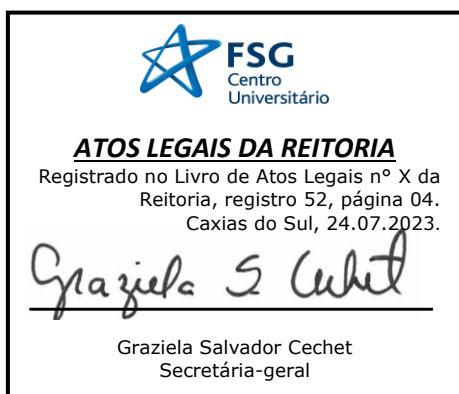 FSG
Centro
Universitário
ATOS LEGAIS DA REITORIA
Registrado no Livro de Atos Legais nº X da
Reitoria, registro 52, página 04.
Caxias do Sul, 24.07.2023.
Graziela S. Cechet
Graziela Salvador Cechet
Secretária-geral